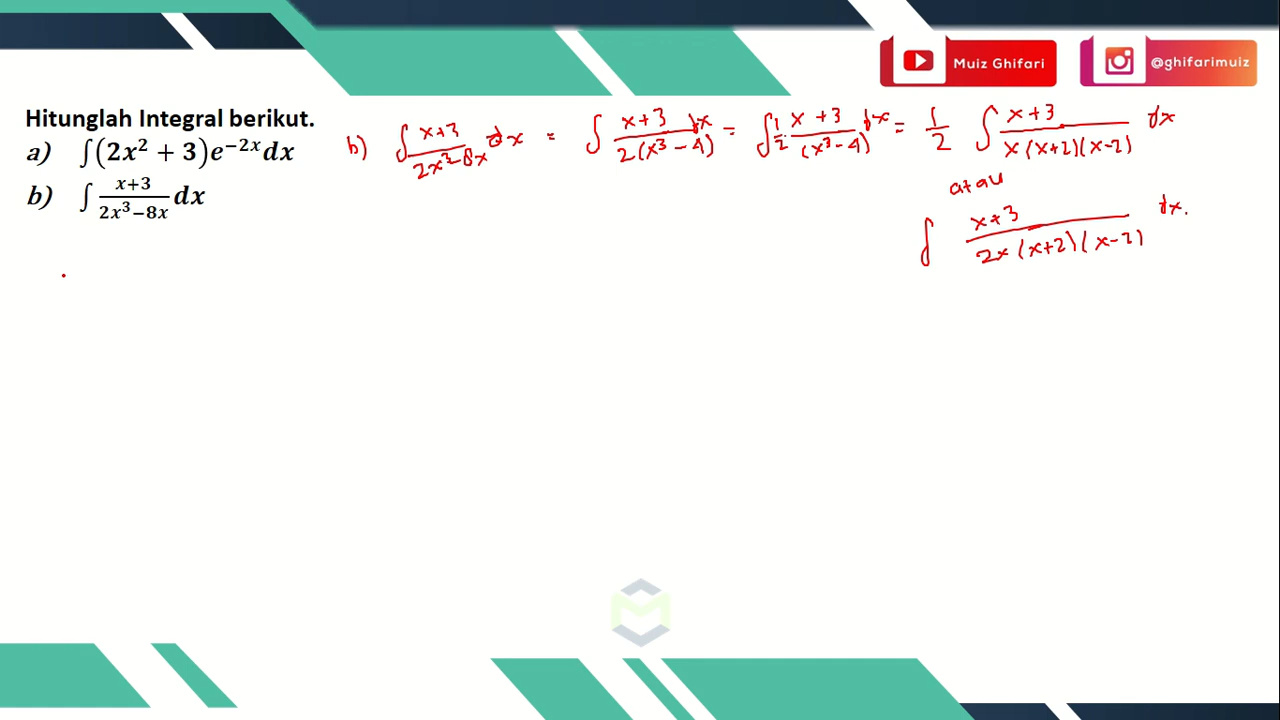 Muiz Ghifari
@ghifarimuiz
Hitunglah Integral berikut.
a) ∫(2x² + 3)e⁻²ˣdx
b) ∫ (x+3)/(2x³−8x) dx
b) ∫ (x+3)/(2x³−8x) dx = ∫ (x+3)/(2(x³−4)) dx = ∫ 1/2 (x+3)/((x³−4)) dx = 1/2 ∫ (x+3)/(x(x+2)(x−2)) dx
atau
∫ (x+3)/(2x(x+2)(x−2)) dx.